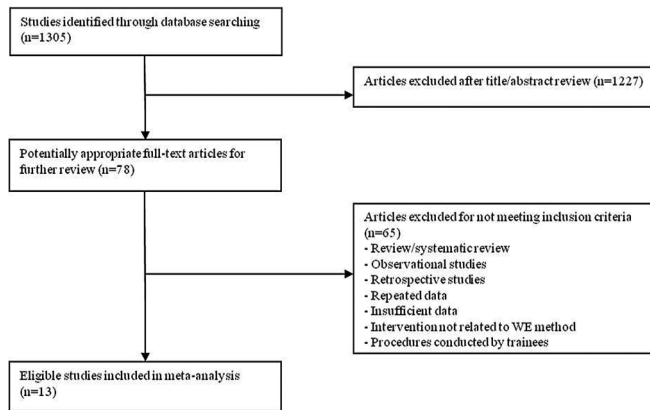 Studies identified through database searching
(n=1305)
Articles excluded after title/abstract review (n=1227)
Potentially appropriate full-text articles for
further review (n=78)
Articles excluded for not meeting inclusion criteria
(n=65)
- Review/systematic review
- Observational studies
- Retrospective studies
- Repeated data
- Insufficient data
- Intervention not related to WE method
- Procedures conducted by trainees
Eligible studies included in meta-analysis
(n=13)